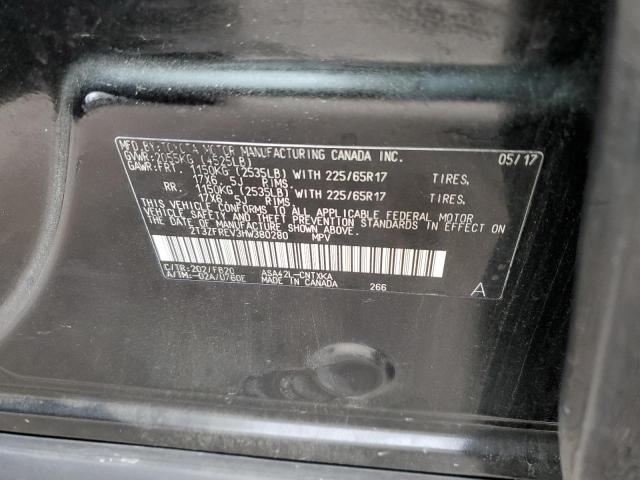 MFD.BY: TOYOTA MOTOR MANUFACTURING CANADA INC. 05/17
GVWR: 2055KG (4525LB)
GAWR: FRT. 1150KG (2535LB) WITH 225/65R17 TIRES,
17X6.5J RIMS,
RR. 1150KG (2535LB) WITH 225/65R17 TIRES,
17X6.5J RIMS,
THIS VEHICLE CONFORMS TO ALL APPLICABLE FEDERAL MOTOR
VEHICLE SAFETY AND THEFT PREVENTION STANDARDS IN EFFECT ON
THE DATE OF MANUFACTURE SHOWN ABOVE.
2T3ZFREV3HW380280 MPV
C/TR:202/FB20 ASA42L-CNTXKA
A/TM:-02A/U760E MADE IN CANADA 266 A